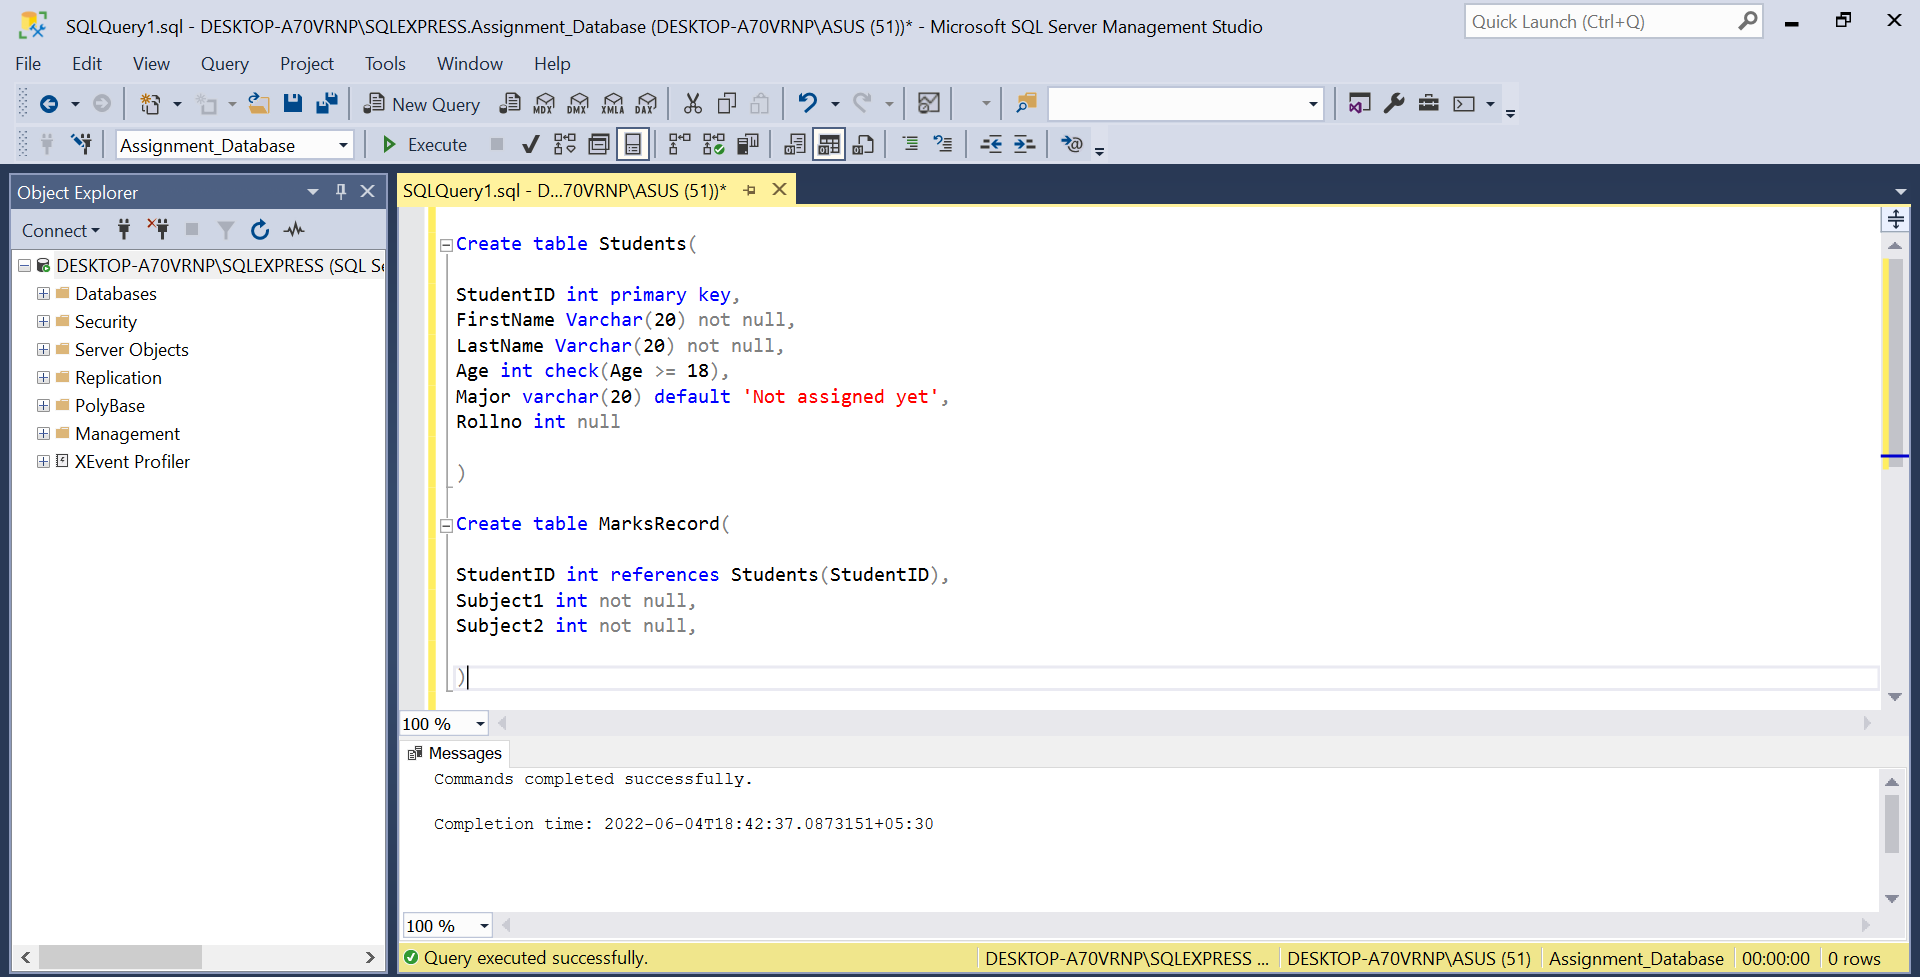 SQLQuery1.sql - DESKTOP-A70VRNP\SQLEXPRESS.Assignment_Database (DESKTOP-A70VRNP\ASUS (51))* - Microsoft SQL Server Management Studio
Quick Launch (Ctrl+Q)
File Edit View Query Project Tools Window Help
New Query MDX DMX XMLA DAX
Assignment_Database Execute
Object Explorer
Connect
DESKTOP-A70VRNP\SQLEXPRESS (SQL Se
Databases
Security
Server Objects
Replication
PolyBase
Management
XEvent Profiler
SQLQuery1.sql - D...70VRNP\ASUS (51))*
Create table Students(
StudentID int primary key,
FirstName Varchar(20) not null,
LastName Varchar(20) not null,
Age int check(Age >= 18),
Major varchar(20) default 'Not assigned yet',
Rollno int null
)
Create table MarksRecord(
StudentID int references Students(StudentID),
Subject1 int not null,
Subject2 int not null,
)
100 %
Messages
Commands completed successfully.
Completion time: 2022-06-04T18:42:37.0873151+05:30
100 %
Query executed successfully. DESKTOP-A70VRNP\SQLEXPRESS ... DESKTOP-A70VRNP\ASUS (51) Assignment_Database 00:00:00 0 rows